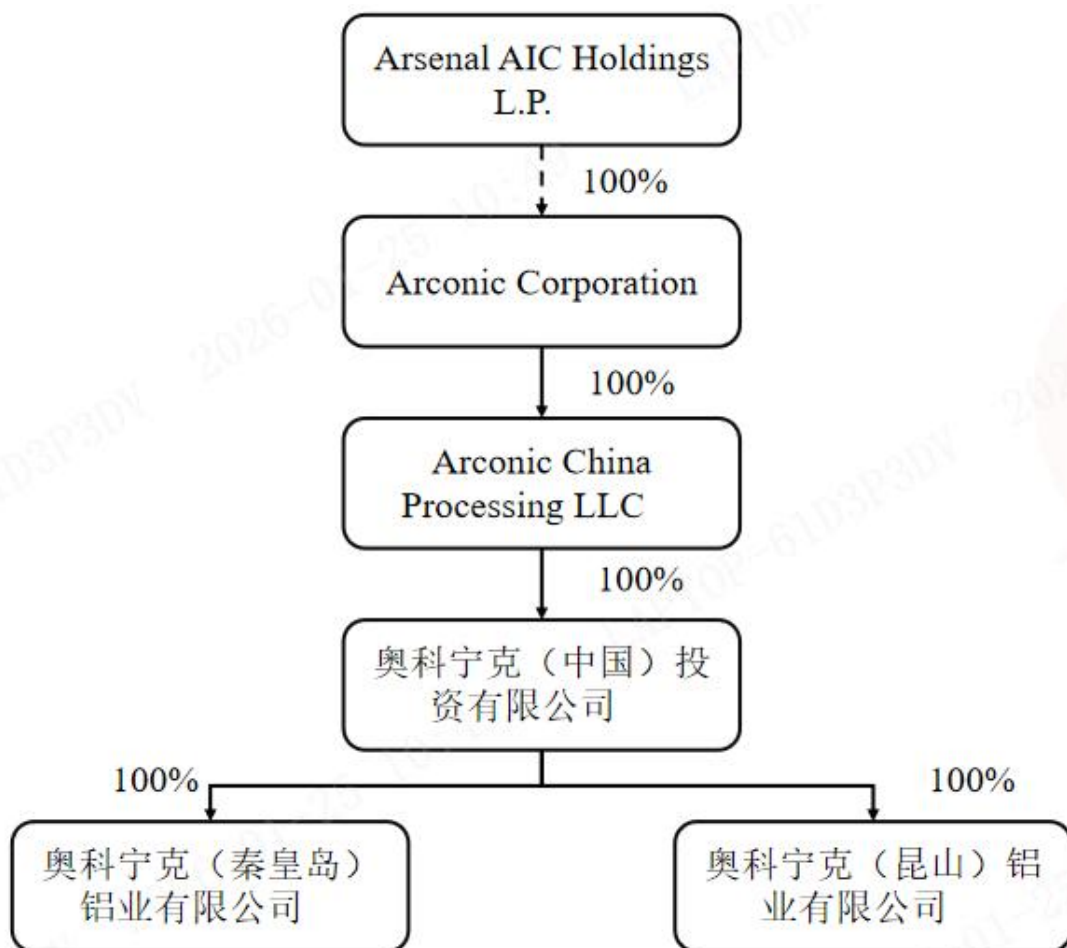 Arsenal AIC Holdings
L.P.
100%
Arconic Corporation
100%
Arconic China
Processing LLC
100%
奥科宁克（中国）投
资有限公司
100%
100%
奥科宁克（秦皇岛）
铝业有限公司
奥科宁克（昆山）铝
业有限公司